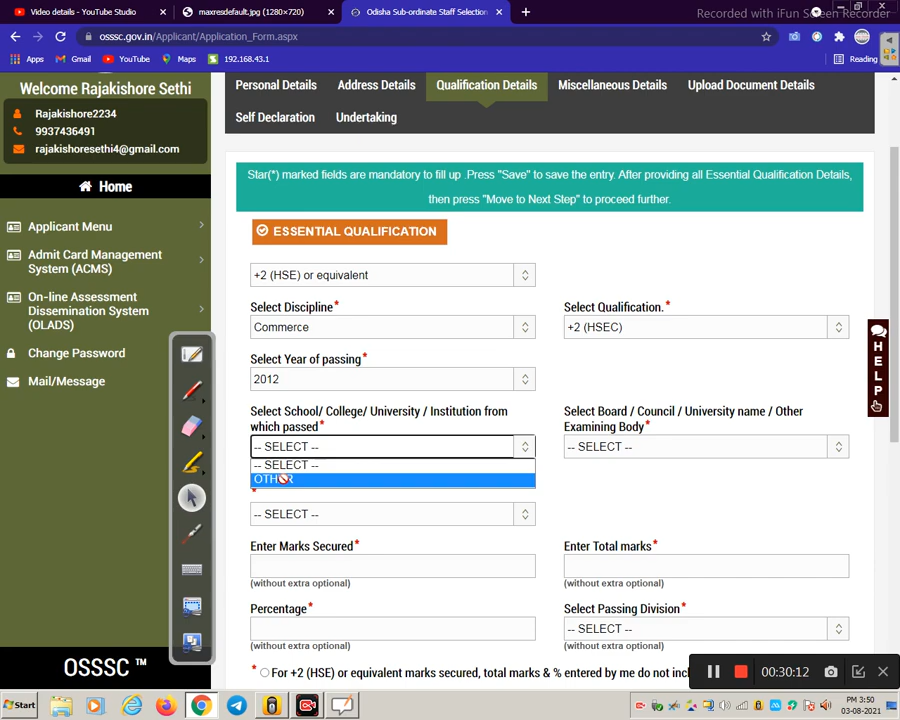 Video details - YouTube Studio
maxresdefault.jpg (1280×720)
Odisha Sub-ordinate Staff Selection
Recorded with iFun Screen Recorder
osssc.gov.in/Applicant/Application_Form.aspx
Apps
Gmail
YouTube
Maps
192.168.43.1
Reading
Welcome Rajakishore Sethi
Rajakishore2234
9937436491
rajakishoresethi4@gmail.com
Home
Applicant Menu
Admit Card Management
System (ACMS)
On-line Assessment
Dissemination System
(OLADS)
Change Password
Mail/Message
OSSSC ™
Personal Details
Address Details
Qualification Details
Miscellaneous Details
Upload Document Details
Self Declaration
Undertaking
Star(*) marked fields are mandatory to fill up .Press "Save" to save the entry. After providing all Essential Qualification Details,
then press "Move to Next Step" to proceed further.
ESSENTIAL QUALIFICATION
+2 (HSE) or equivalent
Select Discipline*
Select Qualification.*
Commerce
+2 (HSEC)
Select Year of passing*
2012
Select School/ College/ University / Institution from
which passed*
Select Board / Council / University name / Other
Examining Body*
-- SELECT --
-- SELECT --
-- SELECT --
OTHER
*
-- SELECT --
Enter Marks Secured*
Enter Total marks*
(without extra optional)
(without extra optional)
Percentage*
Select Passing Division*
-- SELECT --
(without extra optional)
(without extra optional)
* For +2 (HSE) or equivalent marks secured, total marks & % entered by me do not incl
HELP
00:30:12
Start
PM 3:50
03-08-2021